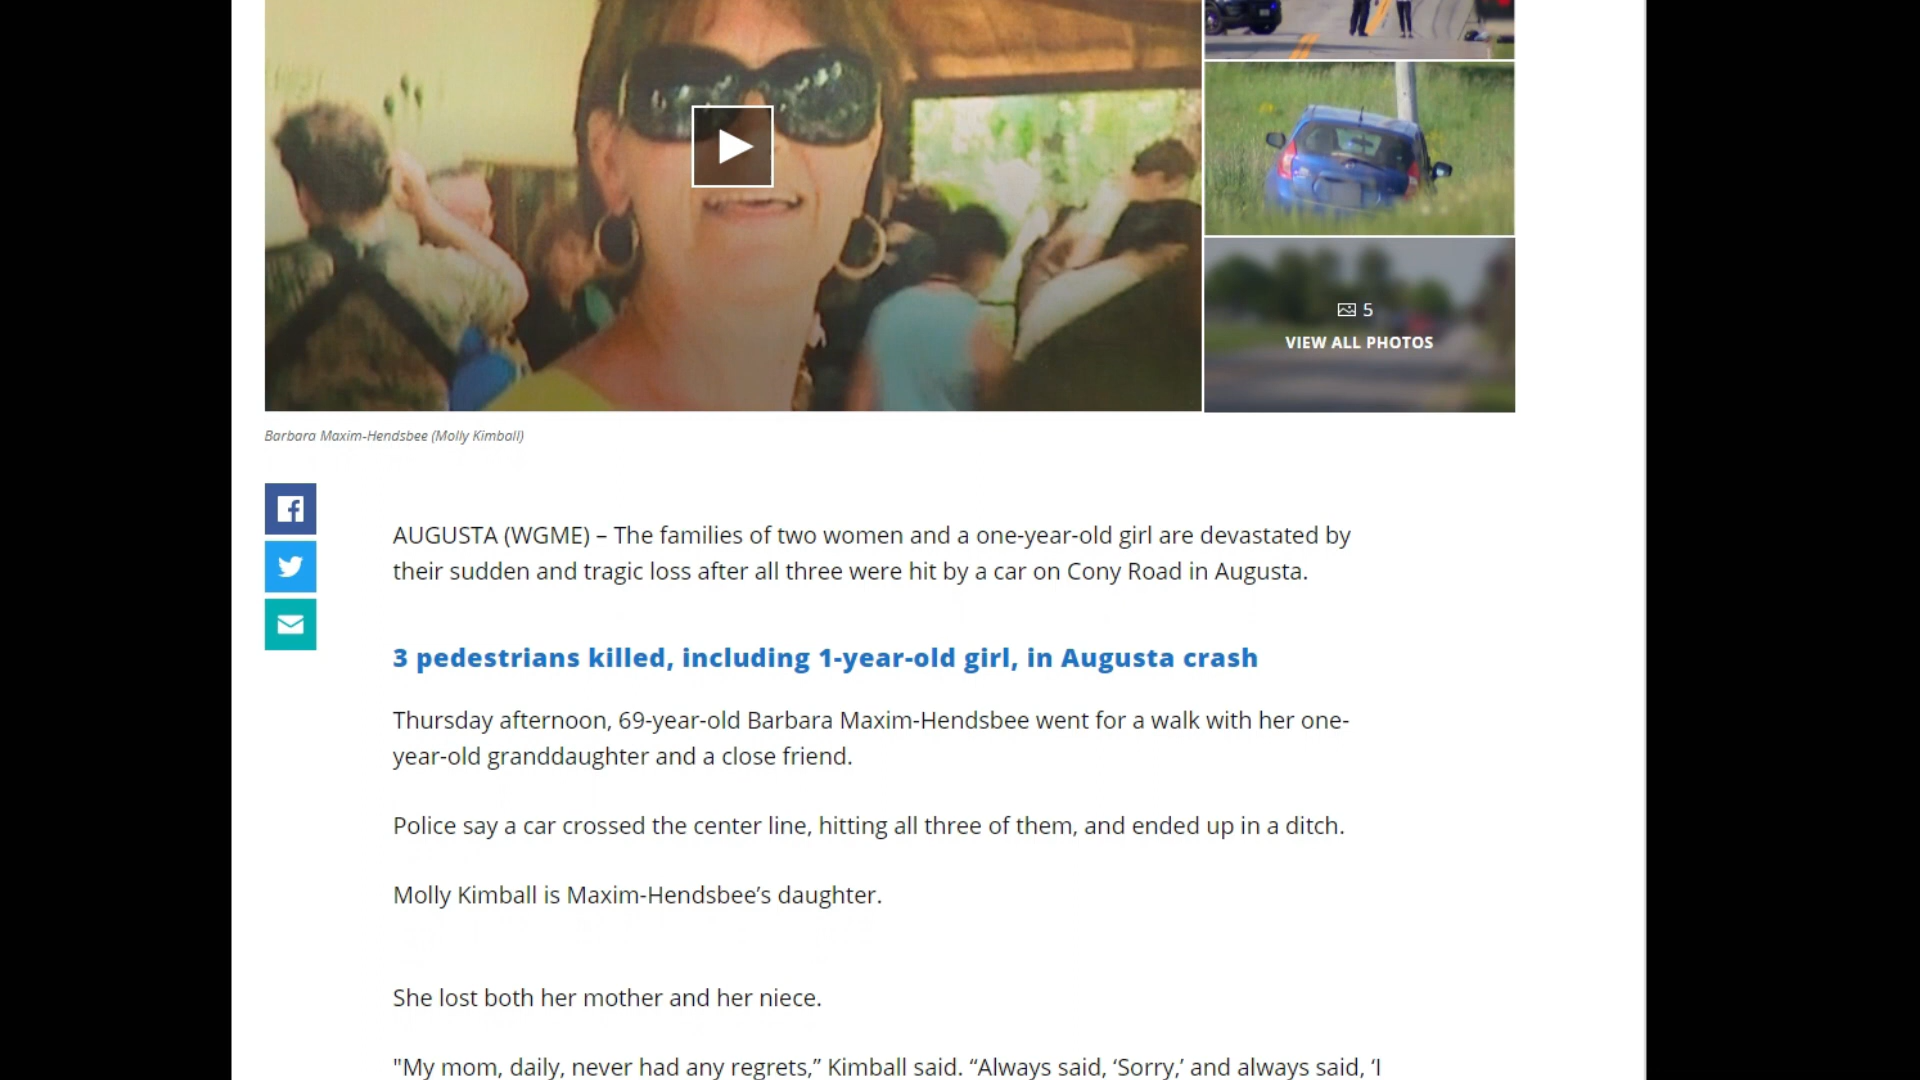 5
VIEW ALL PHOTOS
Barbara Maxim-Hendsbee (Molly Kimball)
AUGUSTA (WGME) – The families of two women and a one-year-old girl are devastated by
their sudden and tragic loss after all three were hit by a car on Cony Road in Augusta.
3 pedestrians killed, including 1-year-old girl, in Augusta crash
Thursday afternoon, 69-year-old Barbara Maxim-Hendsbee went for a walk with her one-
year-old granddaughter and a close friend.
Police say a car crossed the center line, hitting all three of them, and ended up in a ditch.
Molly Kimball is Maxim-Hendsbee’s daughter.
She lost both her mother and her niece.
"My mom, daily, never had any regrets,” Kimball said. “Always said, ‘Sorry,’ and always said, ‘I